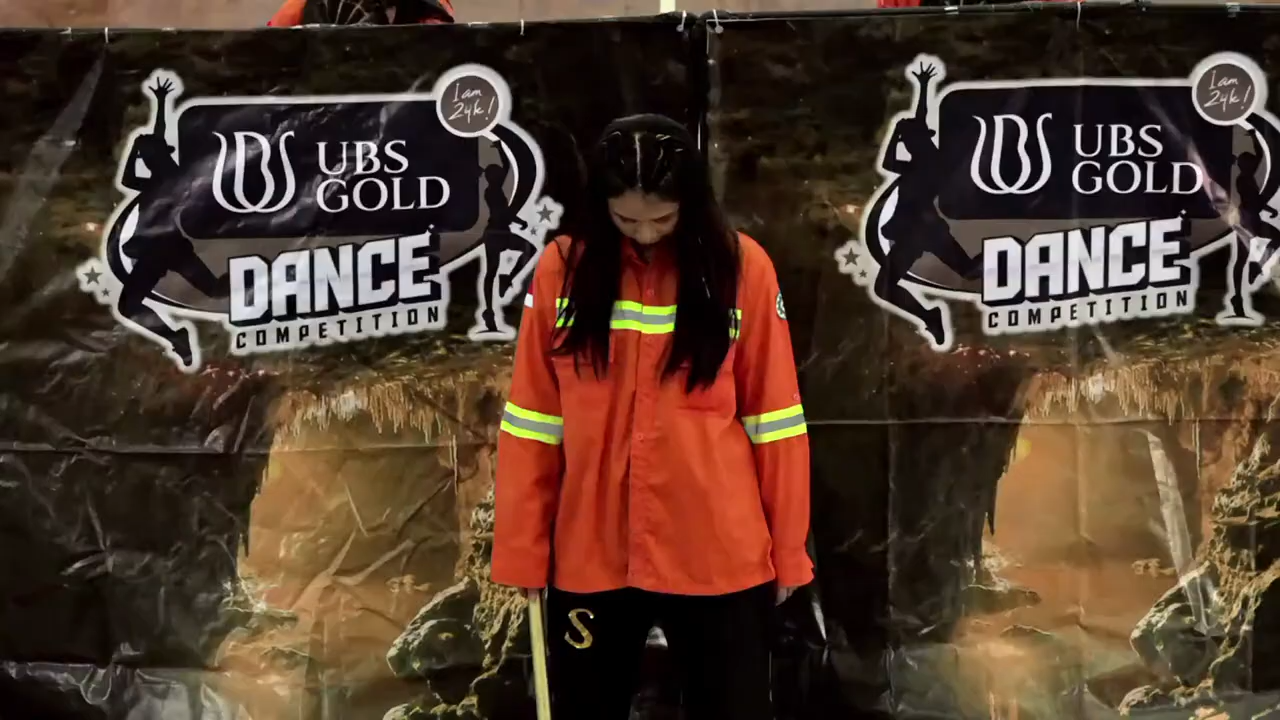 I am
24k!
UBS
GOLD
DANCE
COMPETITION
I am
24k!
UBS
GOLD
DANCE
COMPETITION
S